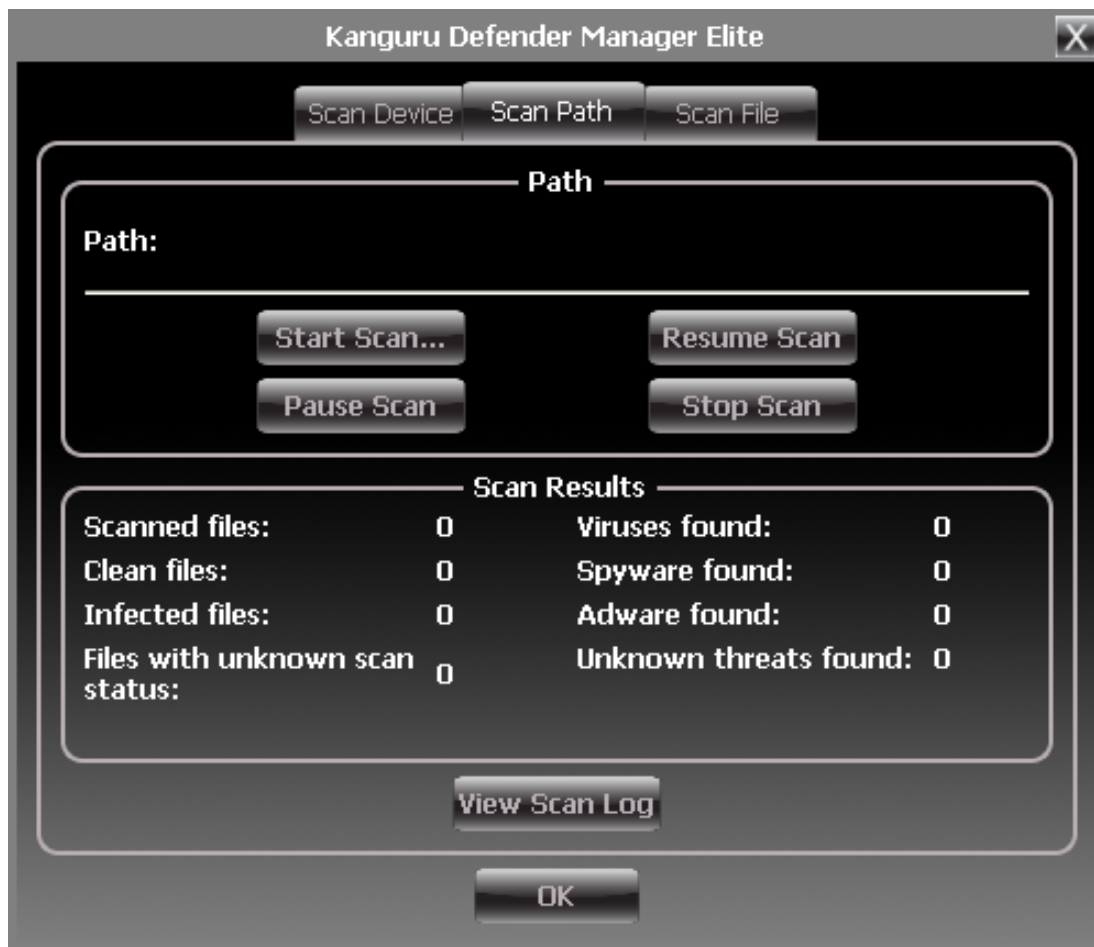 Kanguru Defender Manager Elite
X
Scan Device Scan Path Scan File
Path
Path:
Start Scan... Resume Scan
Pause Scan Stop Scan
Scan Results
Scanned files: 0 Viruses found: 0
Clean files: 0 Spyware found: 0
Infected files: 0 Adware found: 0
Files with unknown scan status: 0 Unknown threats found: 0
View Scan Log
OK